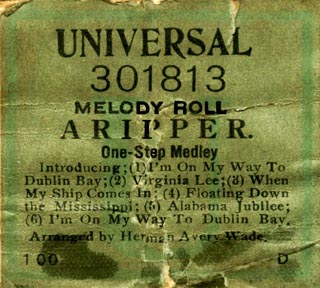 UNIVERSAL
301813
MELODY ROLL
A RIPPER.
One-Step Medley
Introducing;(1) I'm On My Way To
Dublin Bay;(2) Virginia Lee;(3) When
My Ship Comes In; (4) Floating Down
the Mississippi; (5) Alabama Jubilee;
(6) I'm On My Way To Dublin Bay.
Arranged by Herman Avery Wade.
100 D